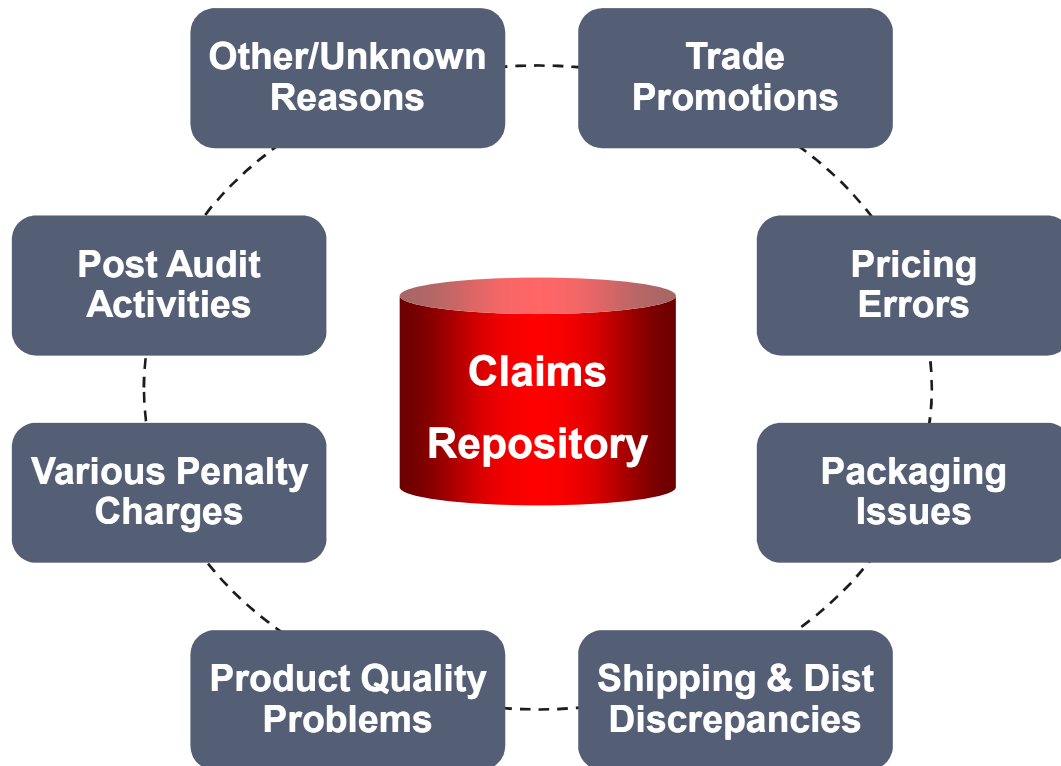 Other/Unknown
Reasons
Trade
Promotions
Post Audit
Activities
Pricing
Errors
Claims
Repository
Various Penalty
Charges
Packaging
Issues
Product Quality
Problems
Shipping & Dist
Discrepancies